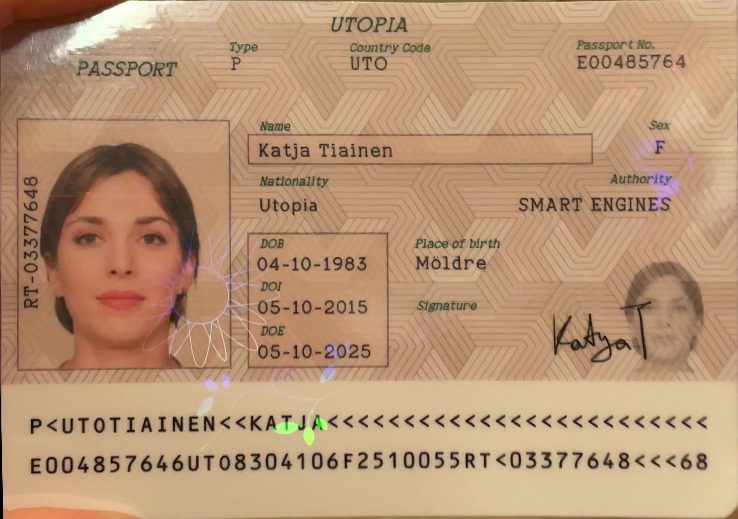 UTOPIA
PASSPORT
Type
P
Country Code
UTO
Passport No.
E00485764
Name
Katja Tiainen
Sex
F
Nationality
Utopia
Authority
SMART ENGINES
RT-03377648
DOB
04-10-1983
Place of birth
Möldre
DOI
05-10-2015
Signature
KatyaT
DOE
05-10-2025
P<UTOTIAINEN<<KATJA<<<<<<<<<<<<<<<<<<<<<<<<<
E004857646UTO8304106F2510055RT<03377648<<<68